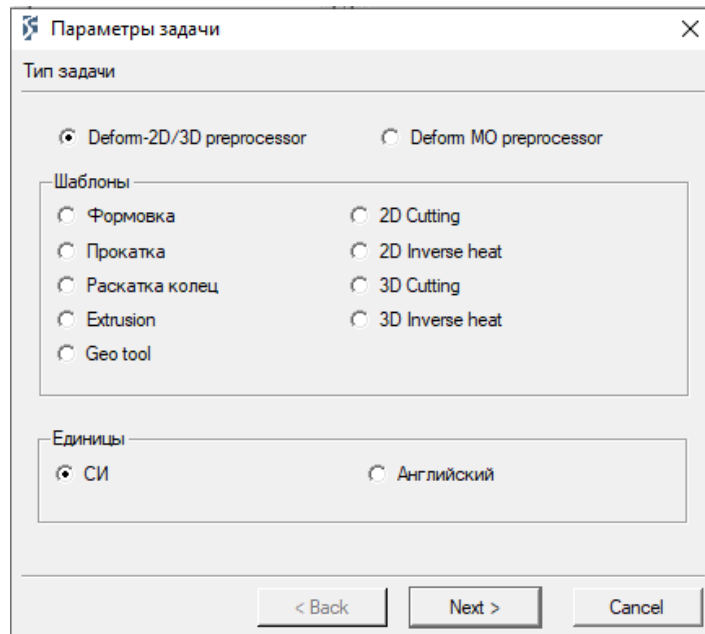 Параметры задачи
Тип задачи
Deform-2D/3D preprocessor Deform MO preprocessor
Шаблоны
Формовка 2D Cutting
Прокатка 2D Inverse heat
Раскатка колец 3D Cutting
Extrusion 3D Inverse heat
Geo tool
Единицы
СИ Английский
< Back Next > Cancel